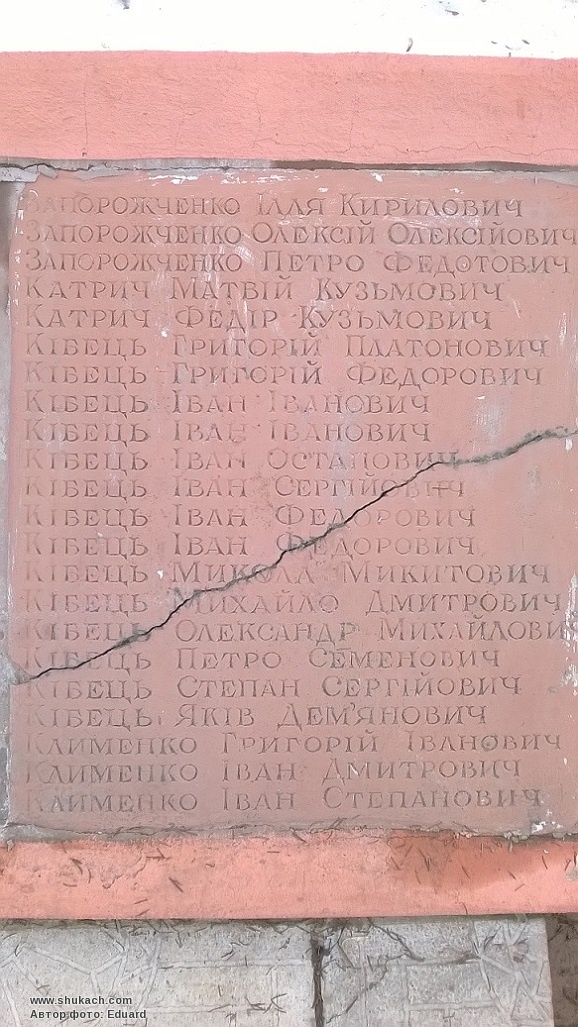 ЗАПОРОЖЧЕНКО ІЛЛЯ КИРИЛОВИЧ
ЗАПОРОЖЧЕНКО ОЛЕКСІЙ ОЛЕКСІЙОВИЧ
ЗАПОРОЖЧЕНКО ПЕТРО ФЕДОТОВИЧ
КАТРИЧ МАТВІЙ КУЗЬМОВИЧ
КАТРИЧ ФЕДІР КУЗЬМОВИЧ
КІБЕЦЬ ГРИГОРІЙ ПЛАТОНОВИЧ
КІБЕЦЬ ГРИГОРІЙ ФЕДОРОВИЧ
КІБЕЦЬ ІВАН ІВАНОВИЧ
КІБЕЦЬ ІВАН ІВАНОВИЧ
КІБЕЦЬ ІВАН ОСТАПОВИЧ
КІБЕЦЬ ІВАН СЕРГІЙОВИЧ
КІБЕЦЬ ІВАН ФЕДОРОВИЧ
КІБЕЦЬ ІВАН ФЕДОРОВИЧ
КІБЕЦЬ МИКОЛА МИКИТОВИЧ
КІБЕЦЬ МИХАЙЛО ДМИТРОВИЧ
КІБЕЦЬ ОЛЕКСАНДР МИХАЙЛОВИ
КІБЕЦЬ ПЕТРО СЕМЕНОВИЧ
КІБЕЦЬ СТЕПАН СЕРГІЙОВИЧ
КІБЕЦЬ ЯКІВ ДЕМ'ЯНОВИЧ
КЛИМЕНКО ГРИГОРІЙ ІВАНОВИЧ
КЛИМЕНКО ІВАН ДМИТРОВИЧ
КЛИМЕНКО ІВАН СТЕПАНОВИЧ
www.shukach.com
Автор фото: Eduard